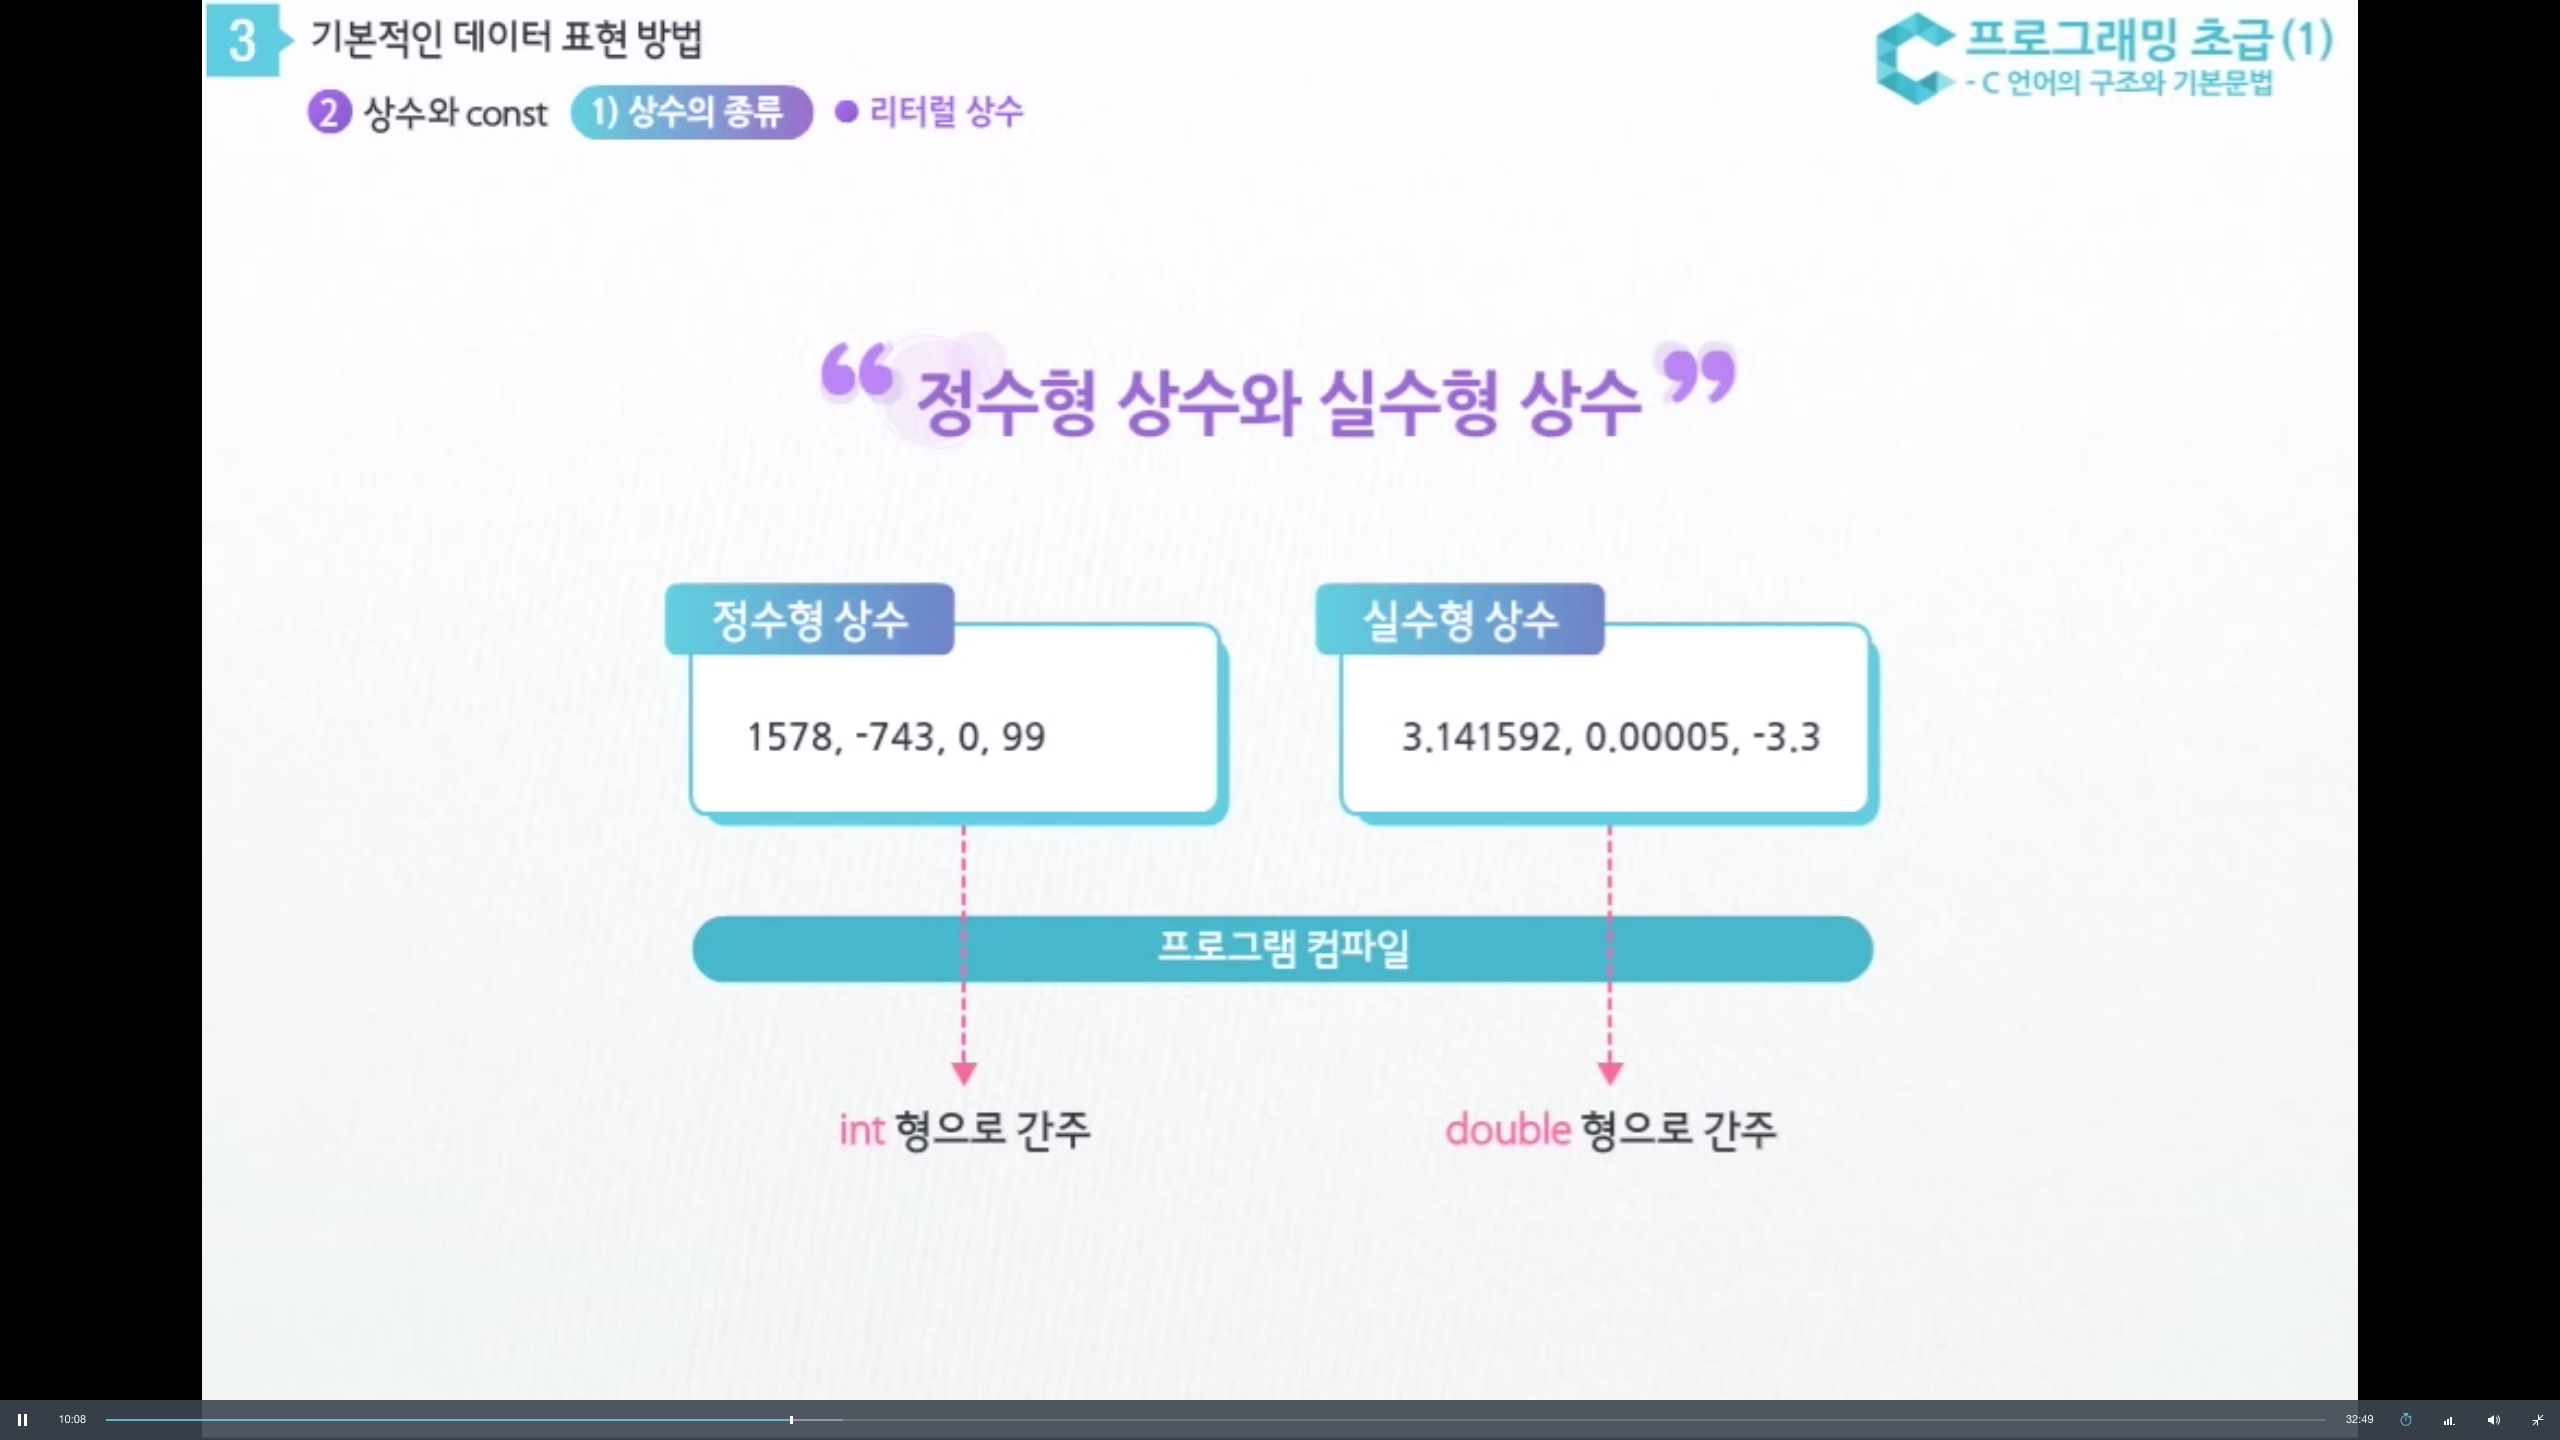 3 기본적인 데이터 표현 방법
프로그래밍 초급(1)
- C 언어의 구조와 기본문법
2 상수와 const 1) 상수의 종류 ● 리터럴 상수
“ 정수형 상수와 실수형 상수 ”
정수형 상수
1578, -743, 0, 99
실수형 상수
3.141592, 0.00005, -3.3
프로그램 컴파일
int 형으로 간주
double 형으로 간주
10:08
32:49